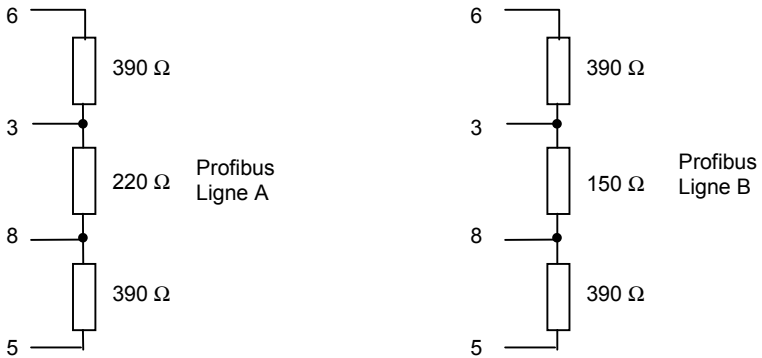 6
390 Ω
3
220 Ω
Profibus
Ligne A
8
390 Ω
5
6
390 Ω
3
150 Ω
Profibus
Ligne B
8
390 Ω
5